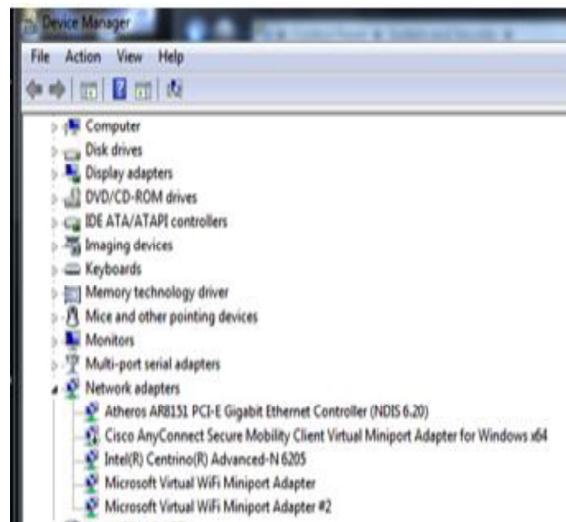 Device Manager
File Action View Help
Computer
Disk drives
Display adapters
DVD/CD-ROM drives
IDE ATA/ATAPI controllers
Imaging devices
Keyboards
Memory technology driver
Mice and other pointing devices
Monitors
Multi-port serial adapters
Network adapters
Atheros AR8151 PCI-E Gigabit Ethernet Controller (NDIS 6.20)
Cisco AnyConnect Secure Mobility Client Virtual Miniport Adapter for Windows x64
Intel(R) Centrino(R) Advanced-N 6205
Microsoft Virtual WiFi Miniport Adapter
Microsoft Virtual WiFi Miniport Adapter #2